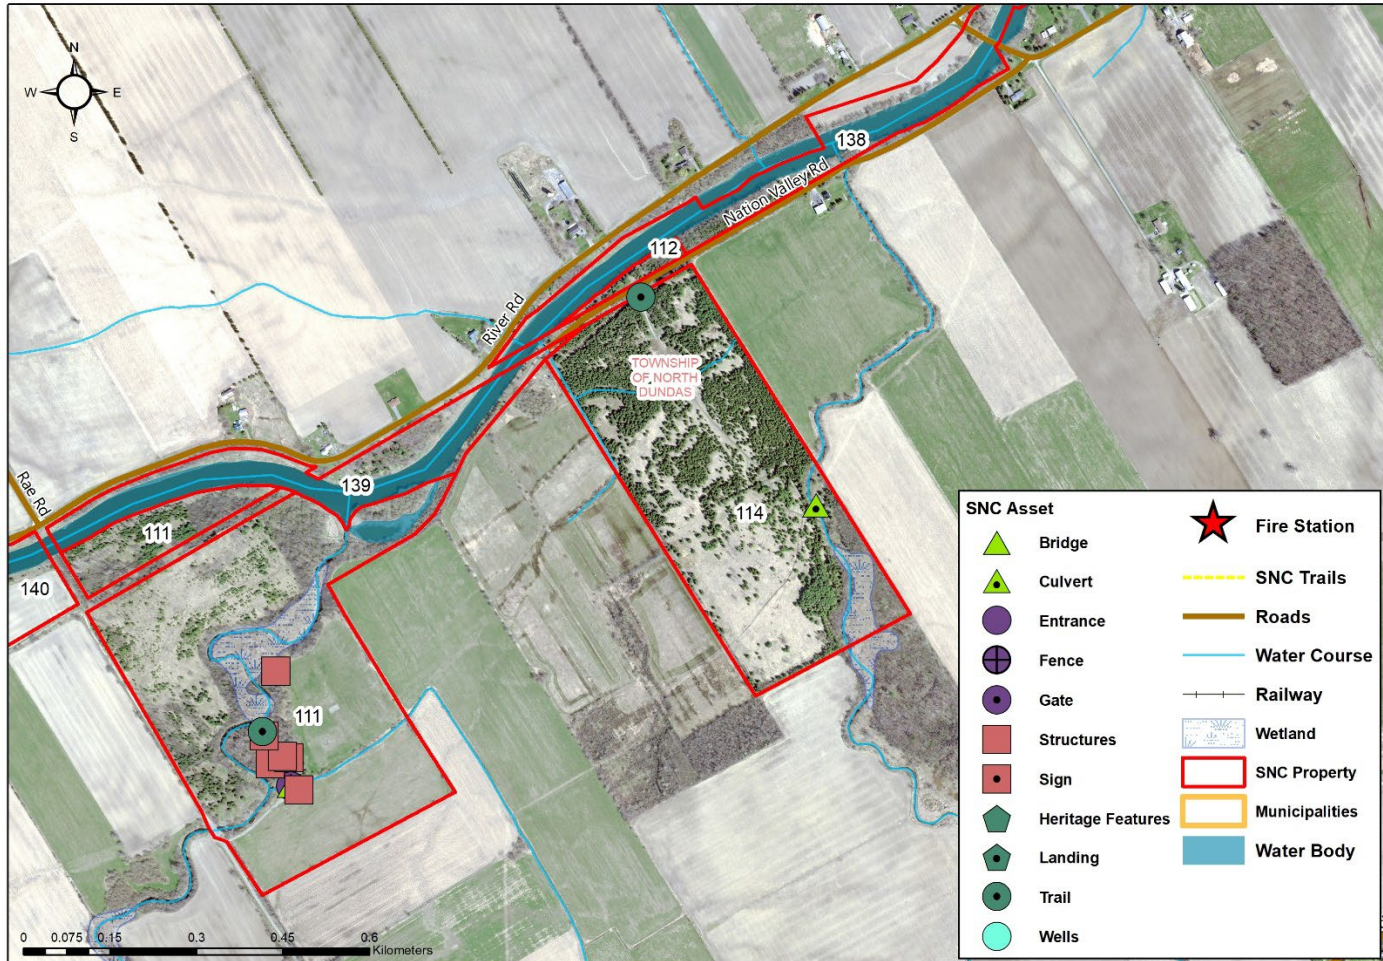 N
W
E
S
138
Nation Valley Rd
112
River Rd
TOWNSHIP
OF NORTH
DUNDAS
Rae Rd
139
111
114
140
111
SNC Asset
Bridge
Culvert
Entrance
Fence
Gate
Structures
Sign
Heritage Features
Landing
Trail
Wells
Fire Station
SNC Trails
Roads
Water Course
Railway
Wetland
SNC Property
Municipalities
Water Body
0 0.075 0.15 0.3 0.45 0.6
Kilometers